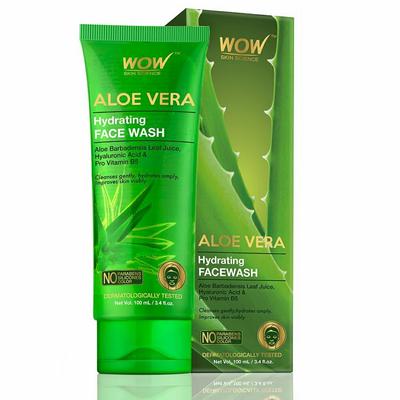 WOW
SKIN SCIENCE
ALOE VERA
Hydrating
FACE WASH
Aloe Barbadensis Leaf Juice,
Hyaluronic Acid &
Pro Vitamin B5
Cleanses gently, hydrates amply,
Improves skin visibly.
NO PARABENS
SILICONES
COLOR
DERMATOLOGICALLY TESTED
Net Vol. 100 mL / 3.4 fl oz.
WOW
SKIN SCIENCE
ALOE VERA
Hydrating
FACEWASH
Aloe Barbadensis Leaf Juice,
Hyaluronic Acid &
Pro Vitamin B5
Cleanses gently,hydrates amply.
Improves skin visibly
NO PARABENS
SILICONES
COLOR
DERMATOLOGICALLY TESTED
Net Vol. 100 mL / 3.4 fl oz.